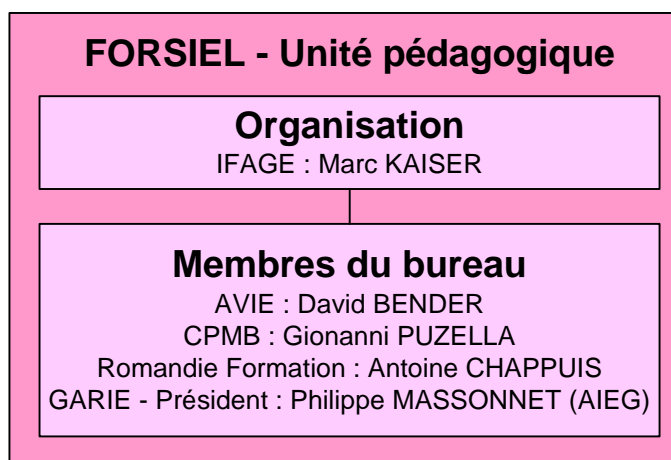 FORSIEL - Unité pédagogique
Organisation
IFAGE : Marc KAISER
Membres du bureau
AVIE : David BENDER
CPMB : Gionanni PUZELLA
Romandie Formation : Antoine CHAPPUIS
GARIE - Président : Philippe MASSONNET (AIEG)